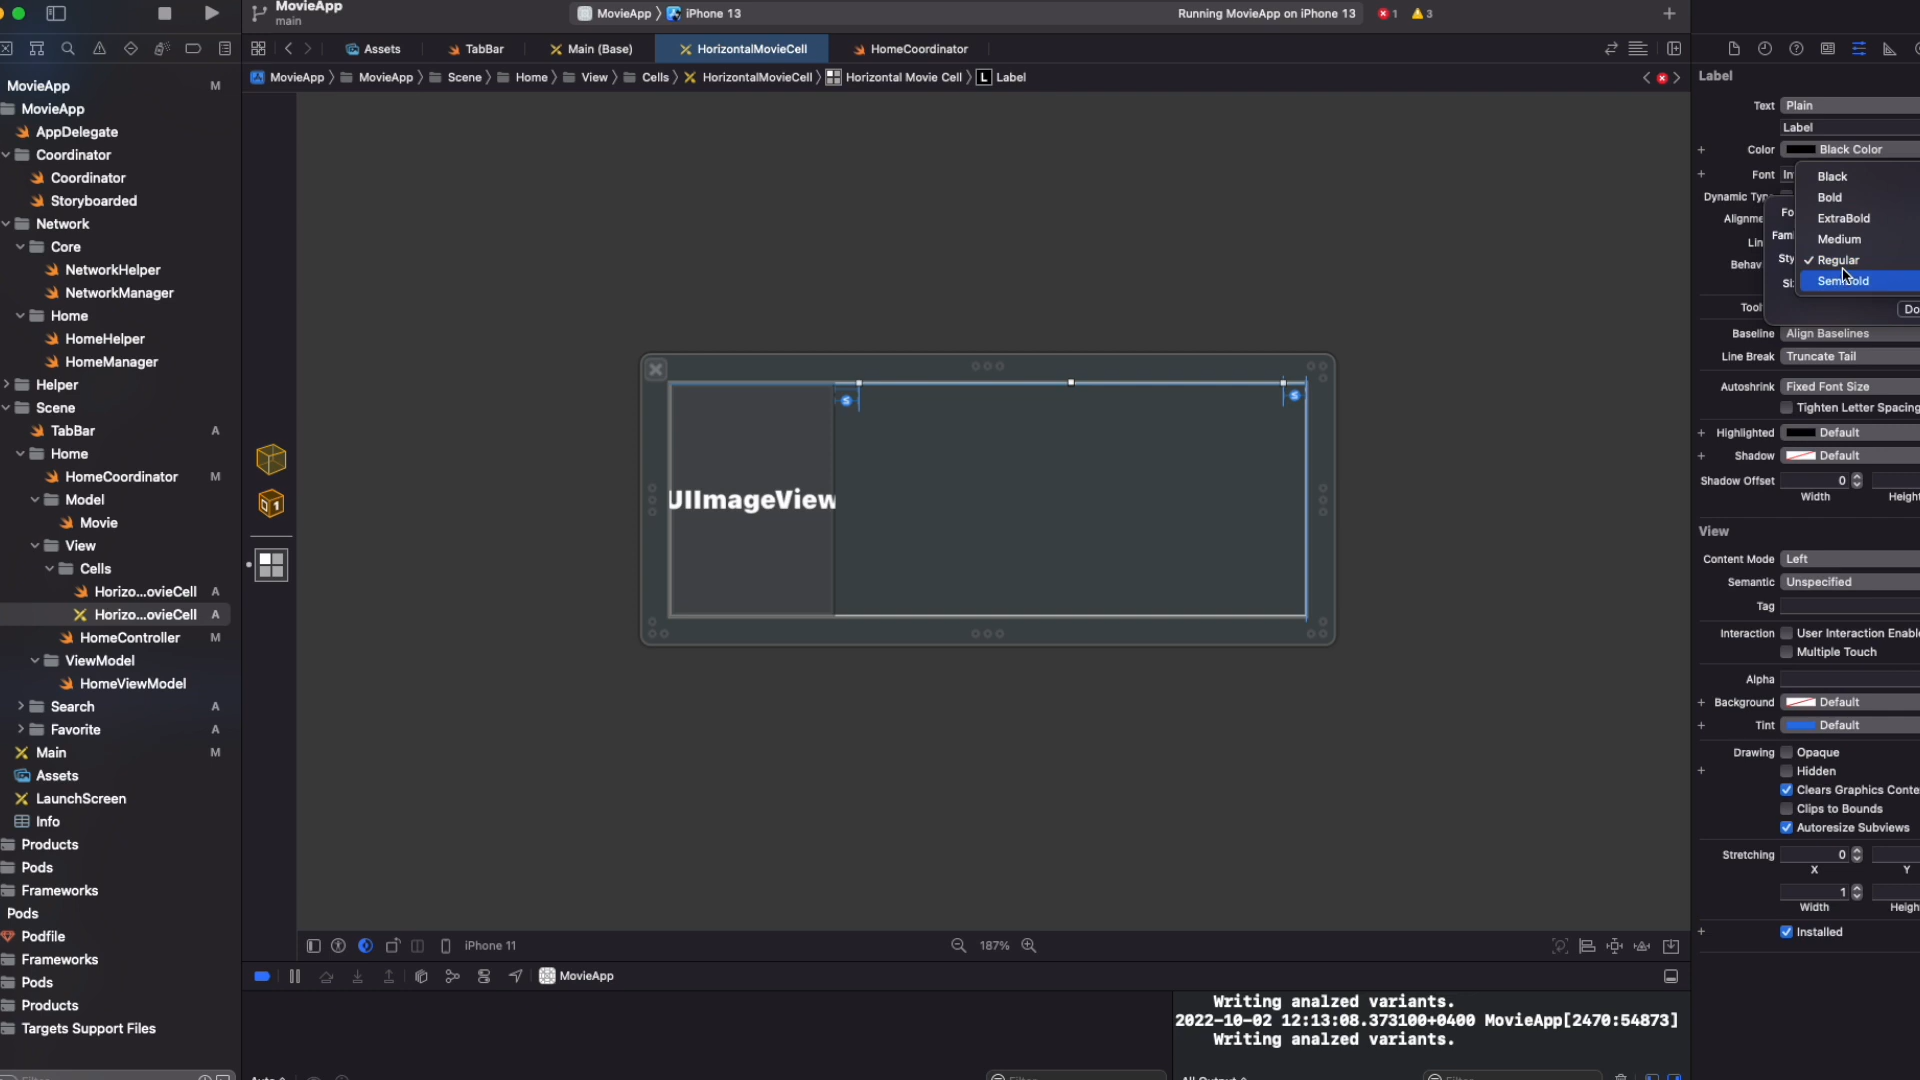 MovieApp
main
MovieApp
iPhone 13
Running MovieApp on iPhone 13
1
3
Assets
TabBar
Main (Base)
HorizontalMovieCell
HomeCoordinator
MovieApp
MovieApp
Scene
Home
View
Cells
HorizontalMovieCell
Horizontal Movie Cell
L
Label
MovieApp
M
MovieApp
AppDelegate
Coordinator
Coordinator
Storyboarded
Network
Core
NetworkHelper
NetworkManager
Home
HomeHelper
HomeManager
Helper
Scene
TabBar
A
Home
HomeCoordinator
M
Model
Movie
View
Cells
Horizo...ovieCell
A
Horizo...ovieCell
A
HomeController
M
ViewModel
HomeViewModel
Search
A
Favorite
A
Main
M
Assets
LaunchScreen
Info
Products
Pods
Frameworks
Pods
Podfile
Frameworks
Pods
Products
Targets Support Files
UIImageView
iPhone 11
187%
MovieApp
Writing analzed variants.
2022-10-02 12:13:08.373100+0400 MovieApp[2470:54873]
Writing analzed variants.
Label
Text
Plain
Label
Color
Black Color
Font
Black
Bold
ExtraBold
Medium
Regular
SemiBold
Baseline
Align Baselines
Line Break
Truncate Tail
Autoshrink
Fixed Font Size
Tighten Letter Spacing
Highlighted
Default
Shadow
Default
Shadow Offset
0
Width
Height
View
Content Mode
Left
Semantic
Unspecified
Tag
Interaction
User Interaction Enable
Multiple Touch
Alpha
Background
Default
Tint
Default
Drawing
Opaque
Hidden
Clears Graphics Conte
Clips to Bounds
Autoresize Subviews
Stretching
0
X
Y
1
Width
Heigh
Installed